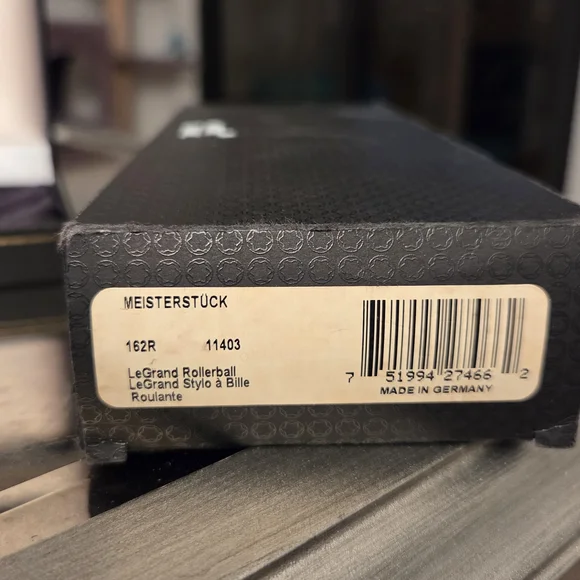 MEISTERSTÜCK
162R 11403
LeGrand Rollerball
LeGrand Stylo à Bille
Roulante
7 51994 27466 2
MADE IN GERMANY